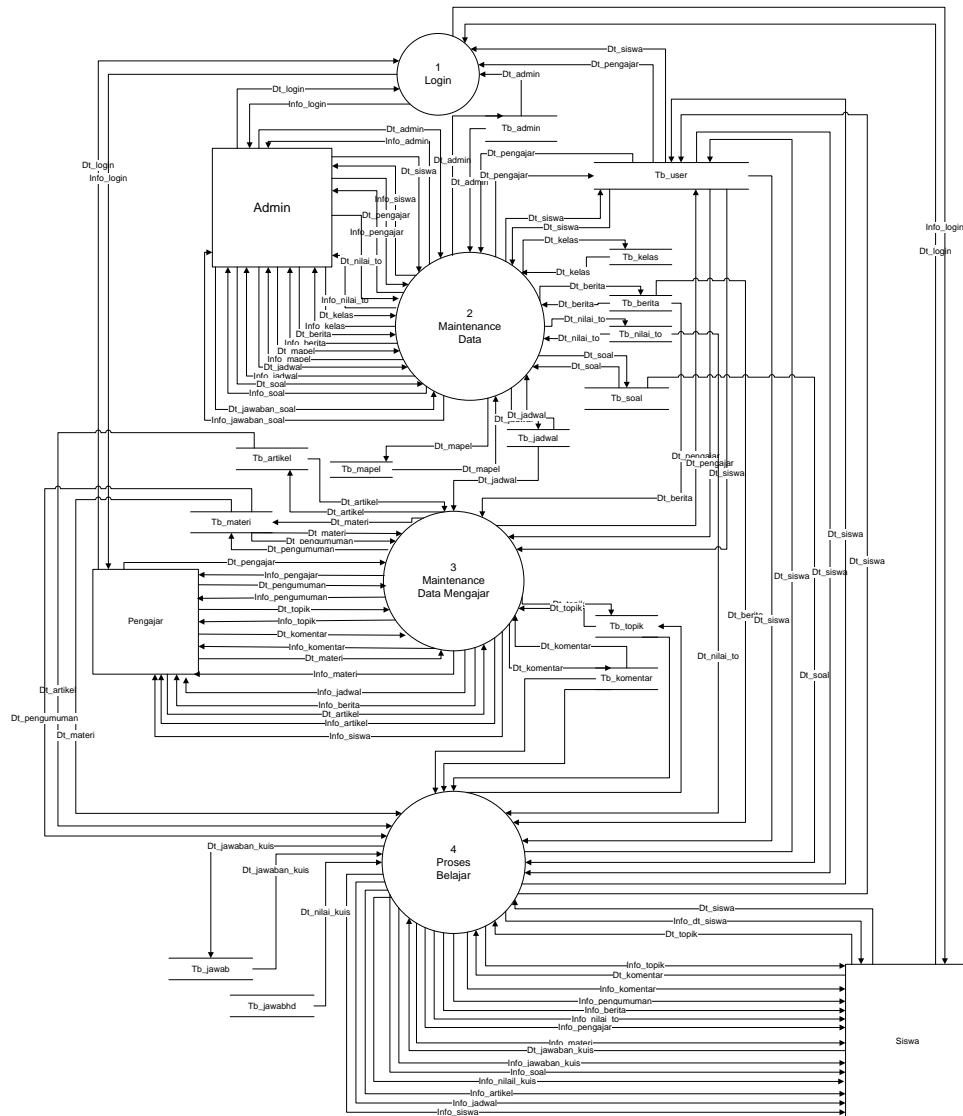 1
Login
Dt_siswa
Dt_pengajar
Dt_admin
Dt_login
Info_login
Tb_admin
Dt_admin
Info_admin
Dt_admin
Dt_siswa
Dt_admin
Dt_pengajar
Dt_pengajar
Tb_user
Dt_login
Info_login
Admin
Info_siswa
Dt_pengajar
Info_pengajar
Dt_siswa
Dt_siswa
Info_login
Dt_login
Dt_kelas
Tb_kelas
Dt_kelas
Dt_nilai_to
Info_nilai_to
Dt_berita
Dt_berita
Tb_berita
2
Maintenance
Data
Dt_kelas
Info_kelas
Dt_berita
Info_berita
Dt_mapel
Info_mapel
Dt_jadwal
Info_jadwal
Dt_soal
Info_soal
Dt_jawaban_soal
Info_jawaban_soal
Dt_nilai_to
Dt_nilai_to
Tb_nilai_to
Dt_soal
Dt_soal
Tb_soal
Dt_jadwal
Tb_jadwal
Dt_mapel
Tb_mapel
Dt_mapel
Dt_jadwal
Tb_artikel
Dt_pengajar
Dt_pengajar
Dt_siswa
Dt_artikel
Dt_artikel
Dt_berita
Tb_materi
Dt_materi
Dt_materi
Dt_pengumuman
Dt_pengumuman
Dt_siswa
Dt_siswa
Dt_siswa
Dt_siswa
Dt_pengajar
3
Maintenance
Data Mengajar
Pengajar
Info_pengajar
Dt_pengumuman
Info_pengumuman
Dt_topik
Info_topik
Dt_komentar
Info_komentar
Dt_materi
Info_materi
Dt_topik
Dt_topik
Tb_topik
Dt_berita
Dt_siswa
Dt_komentar
Dt_komentar
Tb_komentar
Dt_nilai_to
Dt_soal
Info_jadwal
Info_berita
Dt_artikel
Info_artikel
Info_siswa
Dt_artikel
Dt_pengumuman
Dt_materi
4
Proses
Belajar
Dt_jawaban_kuis
Dt_jawaban_kuis
Dt_nilai_kuis
Dt_siswa
Info_dt_siswa
Dt_topik
Tb_jawab
Tb_jawabhd
Info_topik
Dt_komentar
Info_komentar
Info_pengumuman
Info_berita
Info_nilai_to
Info_pengajar
Info_materi
Dt_jawaban_kuis
Info_jawaban_kuis
Info_soal
Info_nilail_kuis
Info_artikel
Info_jadwal
Info_siswa
Siswa